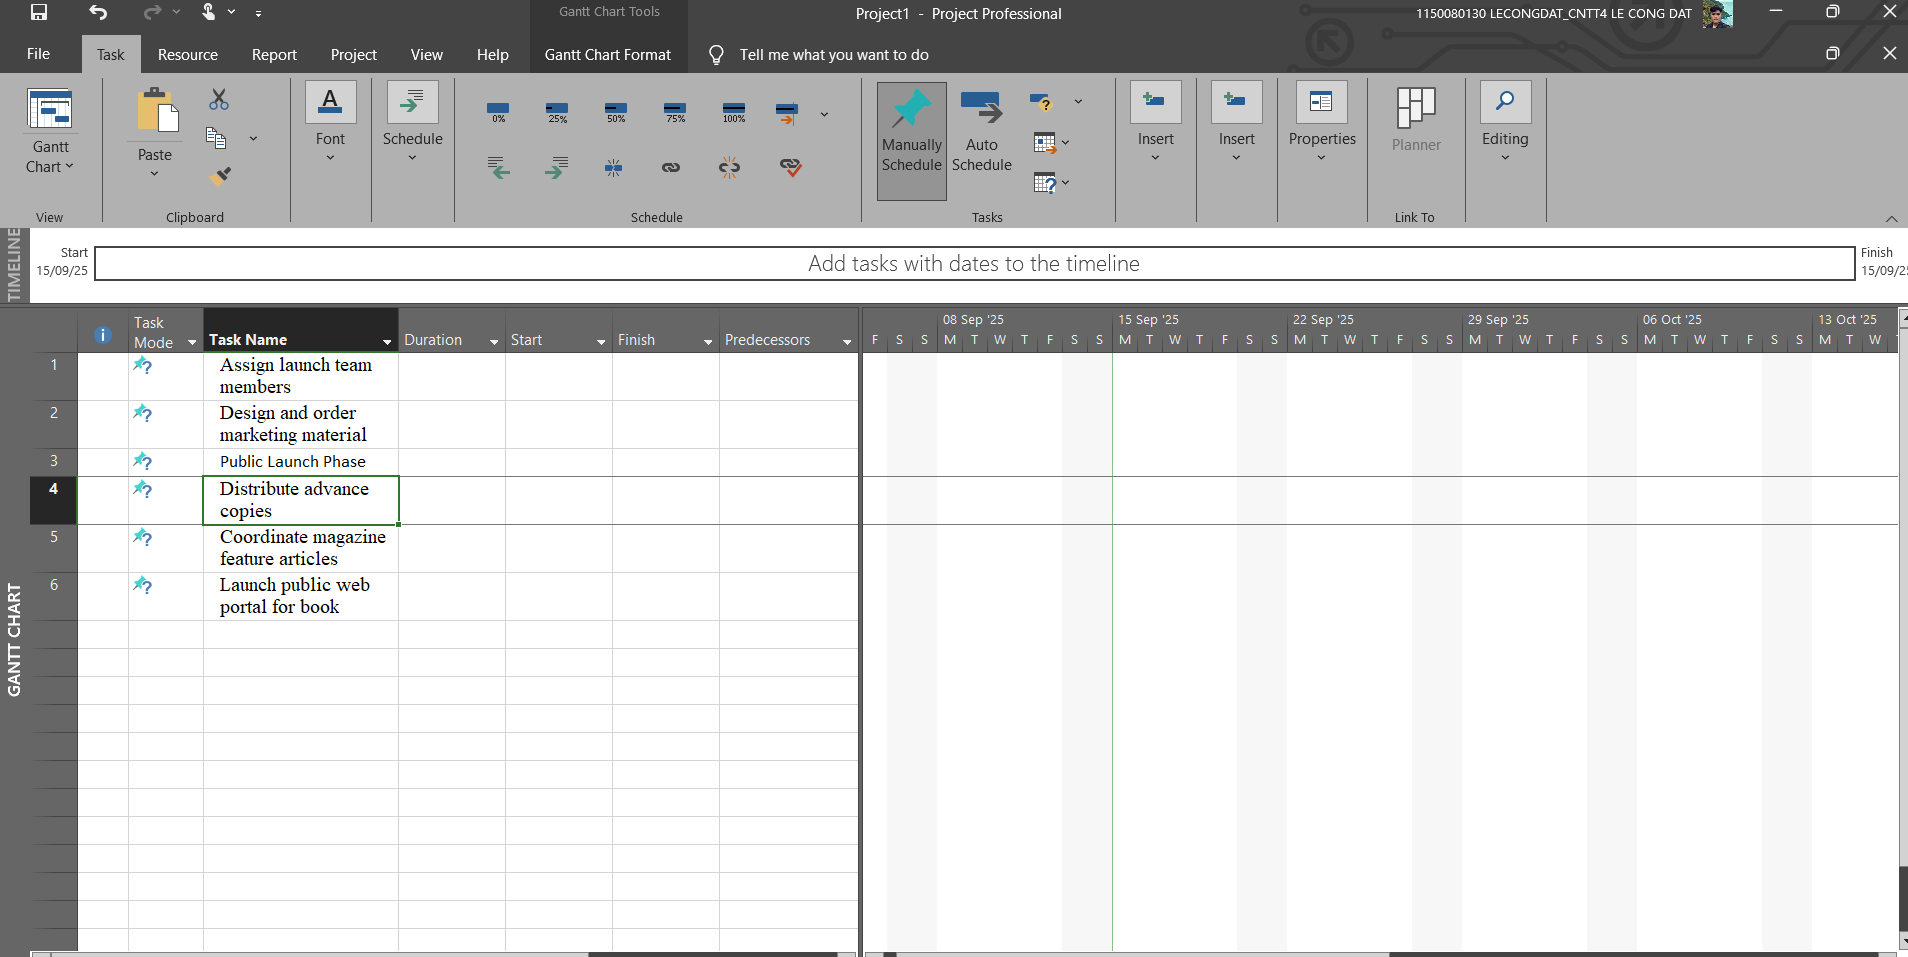 Gantt Chart Tools
Project1 - Project Professional
1150080130 LECONGDAT_CNTT4 LE CONG DAT
File Task Resource Report Project View Help Gantt Chart Format Tell me what you want to do
Gantt
Chart
View
Paste
Clipboard
Font
Schedule
0% 25% 50% 75% 100%
Schedule
Manually
Schedule
Auto
Schedule
Tasks
Insert
Insert
Properties
Planner
Link To
Editing
TIMELINE
Start
15/09/25
Add tasks with dates to the timeline
Finish
15/09/25
GANTT CHART
Task
Mode
Task Name Duration Start Finish Predecessors
08 Sep '25 15 Sep '25 22 Sep '25 29 Sep '25 06 Oct '25 13 Oct '25
F S S M T W T F S S M T W T F S S M T W T F S S M T W T F S S M T W T F S S M T W
1 Assign launch team
members
2 Design and order
marketing material
3 Public Launch Phase
4 Distribute advance
copies
5 Coordinate magazine
feature articles
6 Launch public web
portal for book